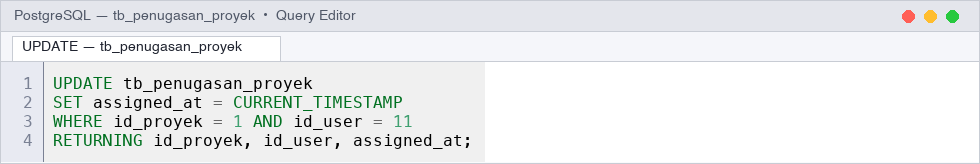 PostgreSQL — tb_penugasan_proyek • Query Editor
UPDATE — tb_penugasan_proyek
1 UPDATE tb_penugasan_proyek
2 SET assigned_at = CURRENT_TIMESTAMP
3 WHERE id_proyek = 1 AND id_user = 11
4 RETURNING id_proyek, id_user, assigned_at;